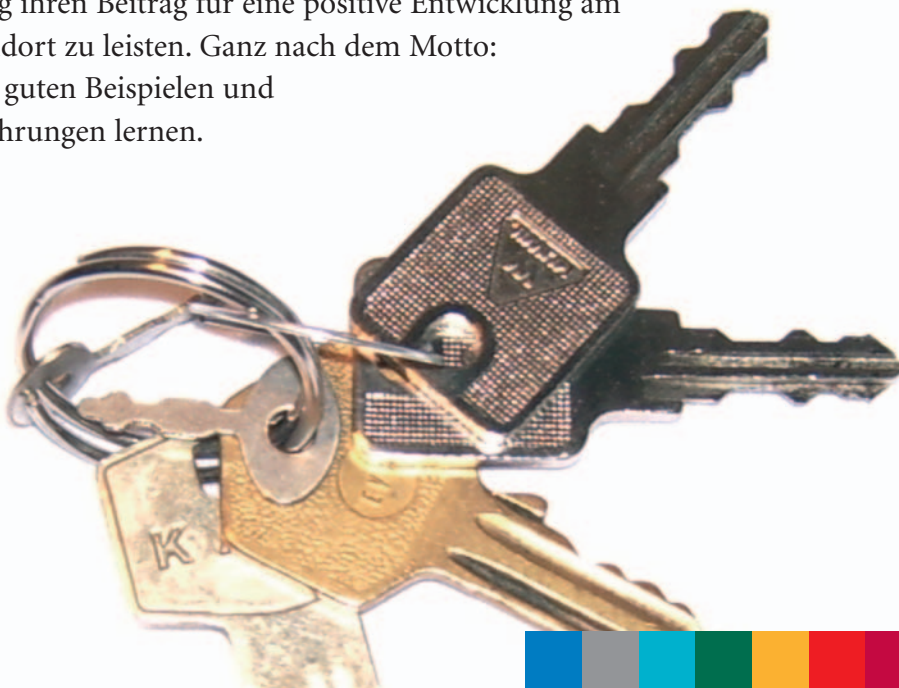 g ihren Beitrag für eine positive Entwicklung am
dort zu leisten. Ganz nach dem Motto:
guten Beispielen und
hrungen lernen.
K